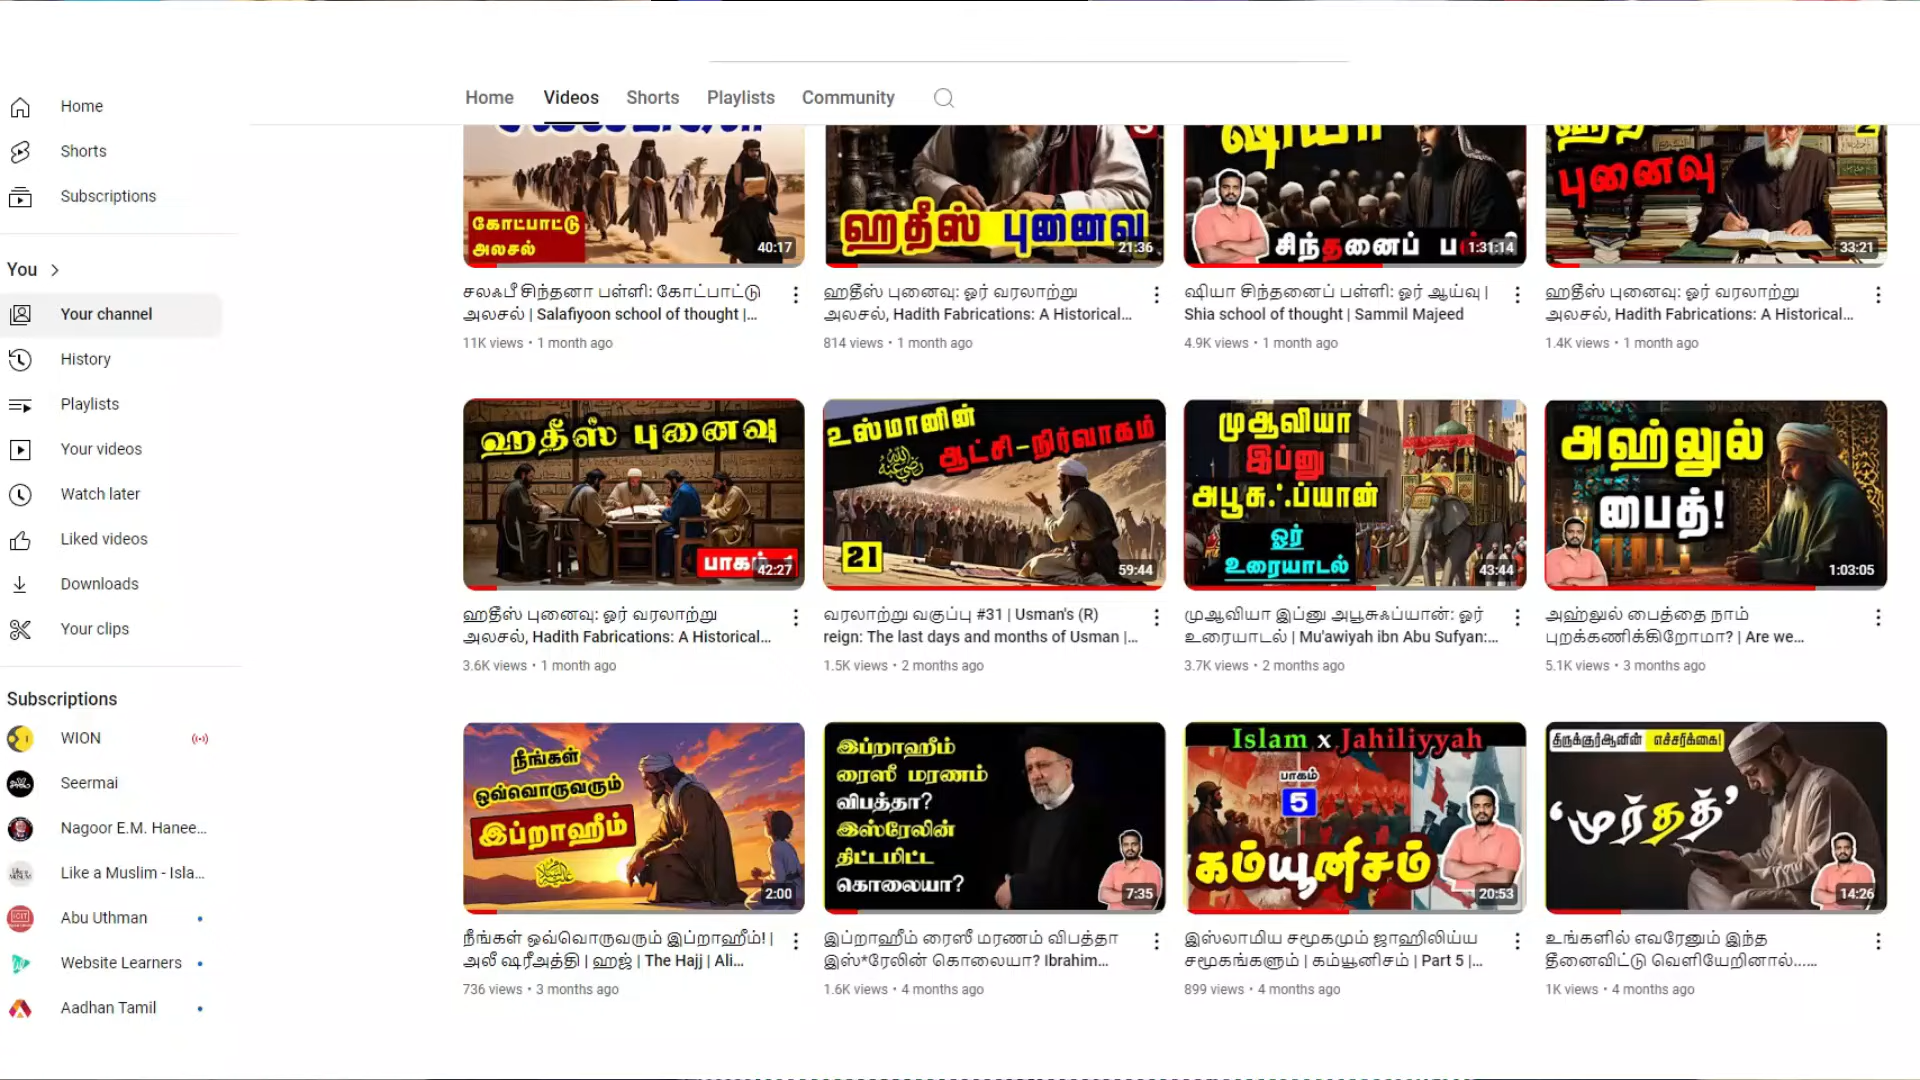 Home
Videos
Shorts
Playlists
Community
Home
Shorts
Subscriptions
You
Your channel
History
Playlists
Your videos
Watch later
Liked videos
Downloads
Your clips
Subscriptions
WION
Seermai
Nagoor E.M. Hanee...
Like a Muslim - Isla...
Abu Uthman
Website Learners
Aadhan Tamil
கோட்பாட்டு
அலசல்
40:17
சலஃபீ சிந்தனா பள்ளி: கோட்பாட்டு
அலசல் | Salafiyoon school of thought |...
11K views • 1 month ago
3
ஹதீஸ் புனைவு
21:36
ஹதீஸ் புனைவு: ஓர் வரலாற்று
அலசல், Hadith Fabrications: A Historical...
814 views • 1 month ago
ஷியா
சிந்தனைப்
1:31:14
ஷியா சிந்தனைப் பள்ளி: ஓர் ஆய்வு |
Shia school of thought | Sammil Majeed
4.9K views • 1 month ago
2
புனைவு
33:21
ஹதீஸ் புனைவு: ஓர் வரலாற்று
அலசல், Hadith Fabrications: A Historical...
1.4K views • 1 month ago
ஹதீஸ் புனைவு
பாகம்
42:27
ஹதீஸ் புனைவு: ஓர் வரலாற்று
அலசல், Hadith Fabrications: A Historical...
3.6K views • 1 month ago
உஸ்மானின்
ஆட்சி-நிர்வாகம்
21
59:44
வரலாற்று வகுப்பு #31 | Usman's (R)
reign: The last days and months of Usman |...
1.5K views • 2 months ago
முஆவியா
இப்னு
அபூசுஃப்யான்
ஓர்
உரையாடல்
43:44
முஆவியா இப்னு அபூசுஃப்யான்: ஓர்
உரையாடல் | Mu'awiyah ibn Abu Sufyan:...
3.7K views • 2 months ago
அஹ்லுல்
பைத்!
1:03:05
அஹ்லுல் பைத்தை நாம்
புறக்கணிக்கிறோமா? | Are we...
5.1K views • 3 months ago
நீங்கள்
ஒவ்வொருவரும்
இப்றாஹீம்
2:00
நீங்கள் ஒவ்வொருவரும் இப்றாஹீம்! |
அலீ ஷரீஅத்தி | ஹஜ் | The Hajj | Ali...
736 views • 3 months ago
இப்றாஹீம்
ரைஸீ மரணம்
விபத்தா?
இஸ்ரேலின்
திட்டமிட்ட
கொலையா?
7:35
இப்றாஹீம் ரைஸீ மரணம் விபத்தா
இஸ்*ரேலின் கொலையா? Ibrahim...
1.6K views • 4 months ago
Islam x Jahiliyyah
பாகம்
5
கம்யூனிசம்
20:53
இஸ்லாமிய சமூகமும் ஜாஹிலிய்ய
சமூகங்களும் | கம்யூனிசம் | Part 5 |...
899 views • 4 months ago
திருக்குர்ஆனின் எச்சரிக்கை!
‘முர்தத்’
14:26
உங்களில் எவரேனும் இந்த
தீனைவிட்டு வெளியேறினால்......
1K views • 4 months ago